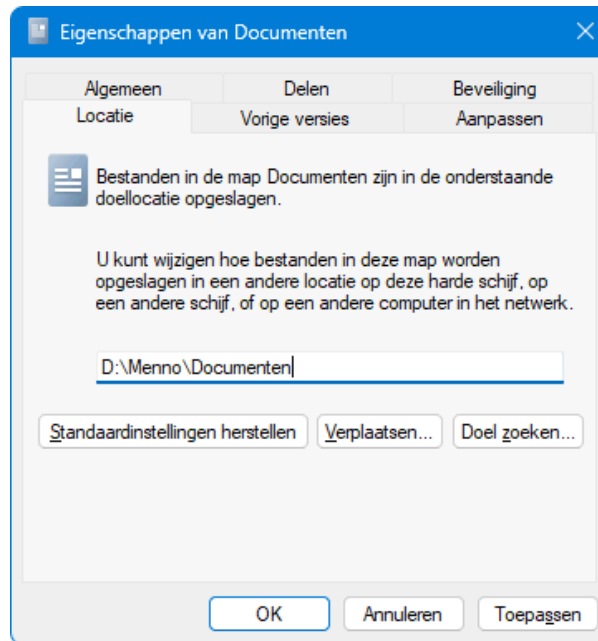 Eigenschappen van Documenten
Algemeen Delen Beveiliging
Locatie Vorige versies Aanpassen
Bestanden in de map Documenten zijn in de onderstaande
doellocatie opgeslagen.
U kunt wijzigen hoe bestanden in deze map worden
opgeslagen in een andere locatie op deze harde schijf, op
een andere schijf, of op een andere computer in het netwerk.
D:\Menno\Documenten
Standaardinstellingen herstellen Verplaatsen... Doel zoeken...
OK Annuleren Toepassen